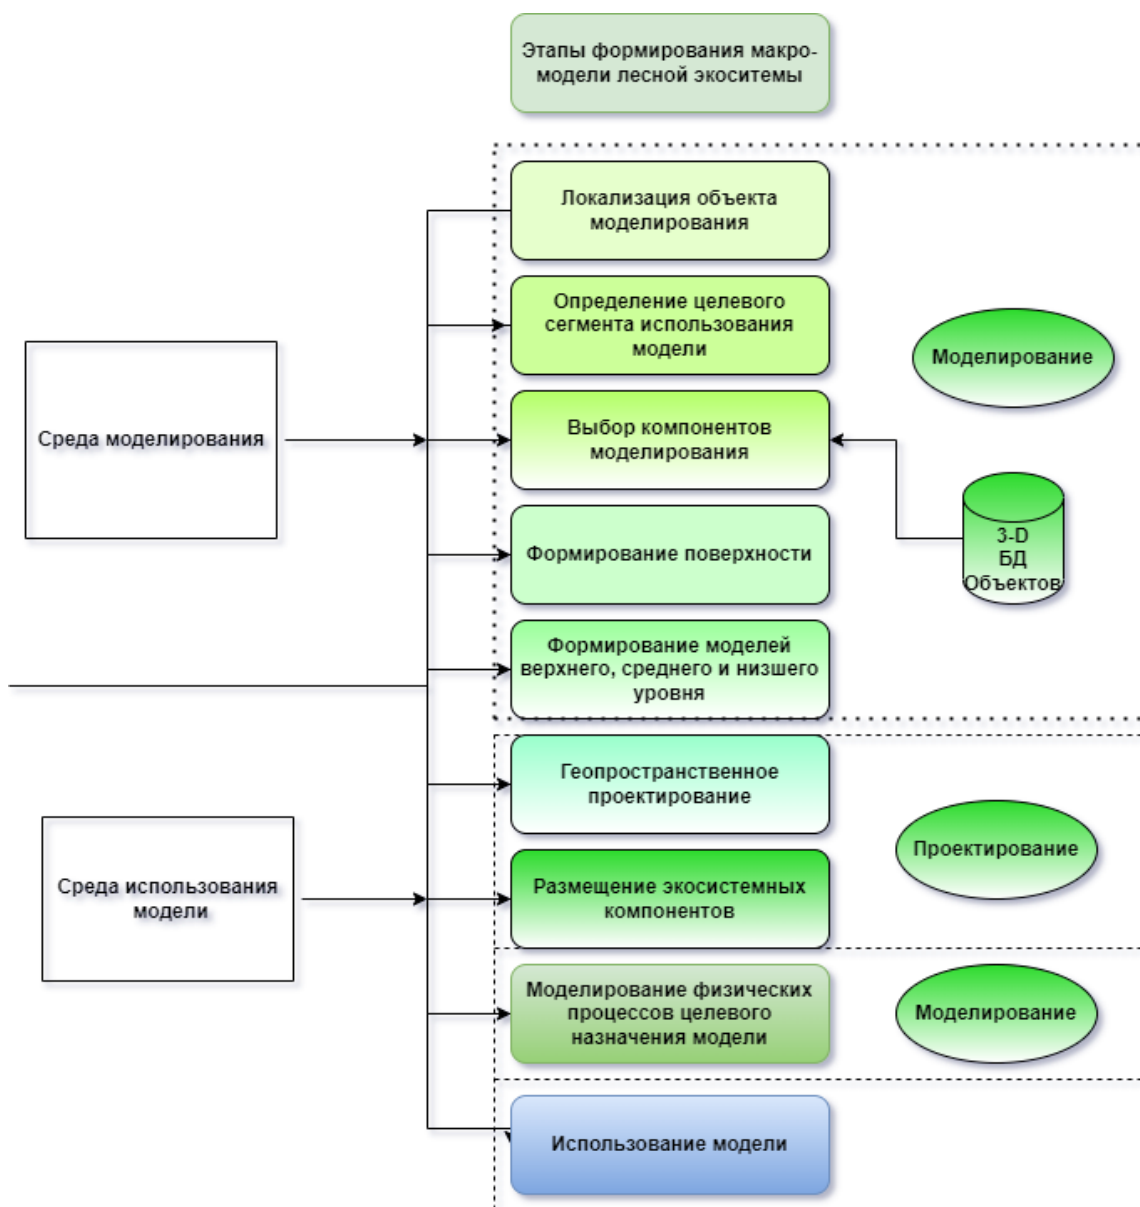 Этапы формирования макро-
модели лесной экоситемы
Локализация объекта
моделирования
Определение целевого
сегмента использования
модели
Моделирование
Среда моделирования
Выбор компонентов
моделирования
3-D
БД
Объектов
Формирование поверхности
Формирование моделей
верхнего, среднего и низшего
уровня
Геопространственное
проектирование
Проектирование
Среда использования
модели
Размещение экосистемных
компонентов
Моделирование физических
процессов целевого
назначения модели
Моделирование
Использование модели